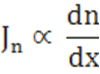 Jₙ ∝ dn/dx